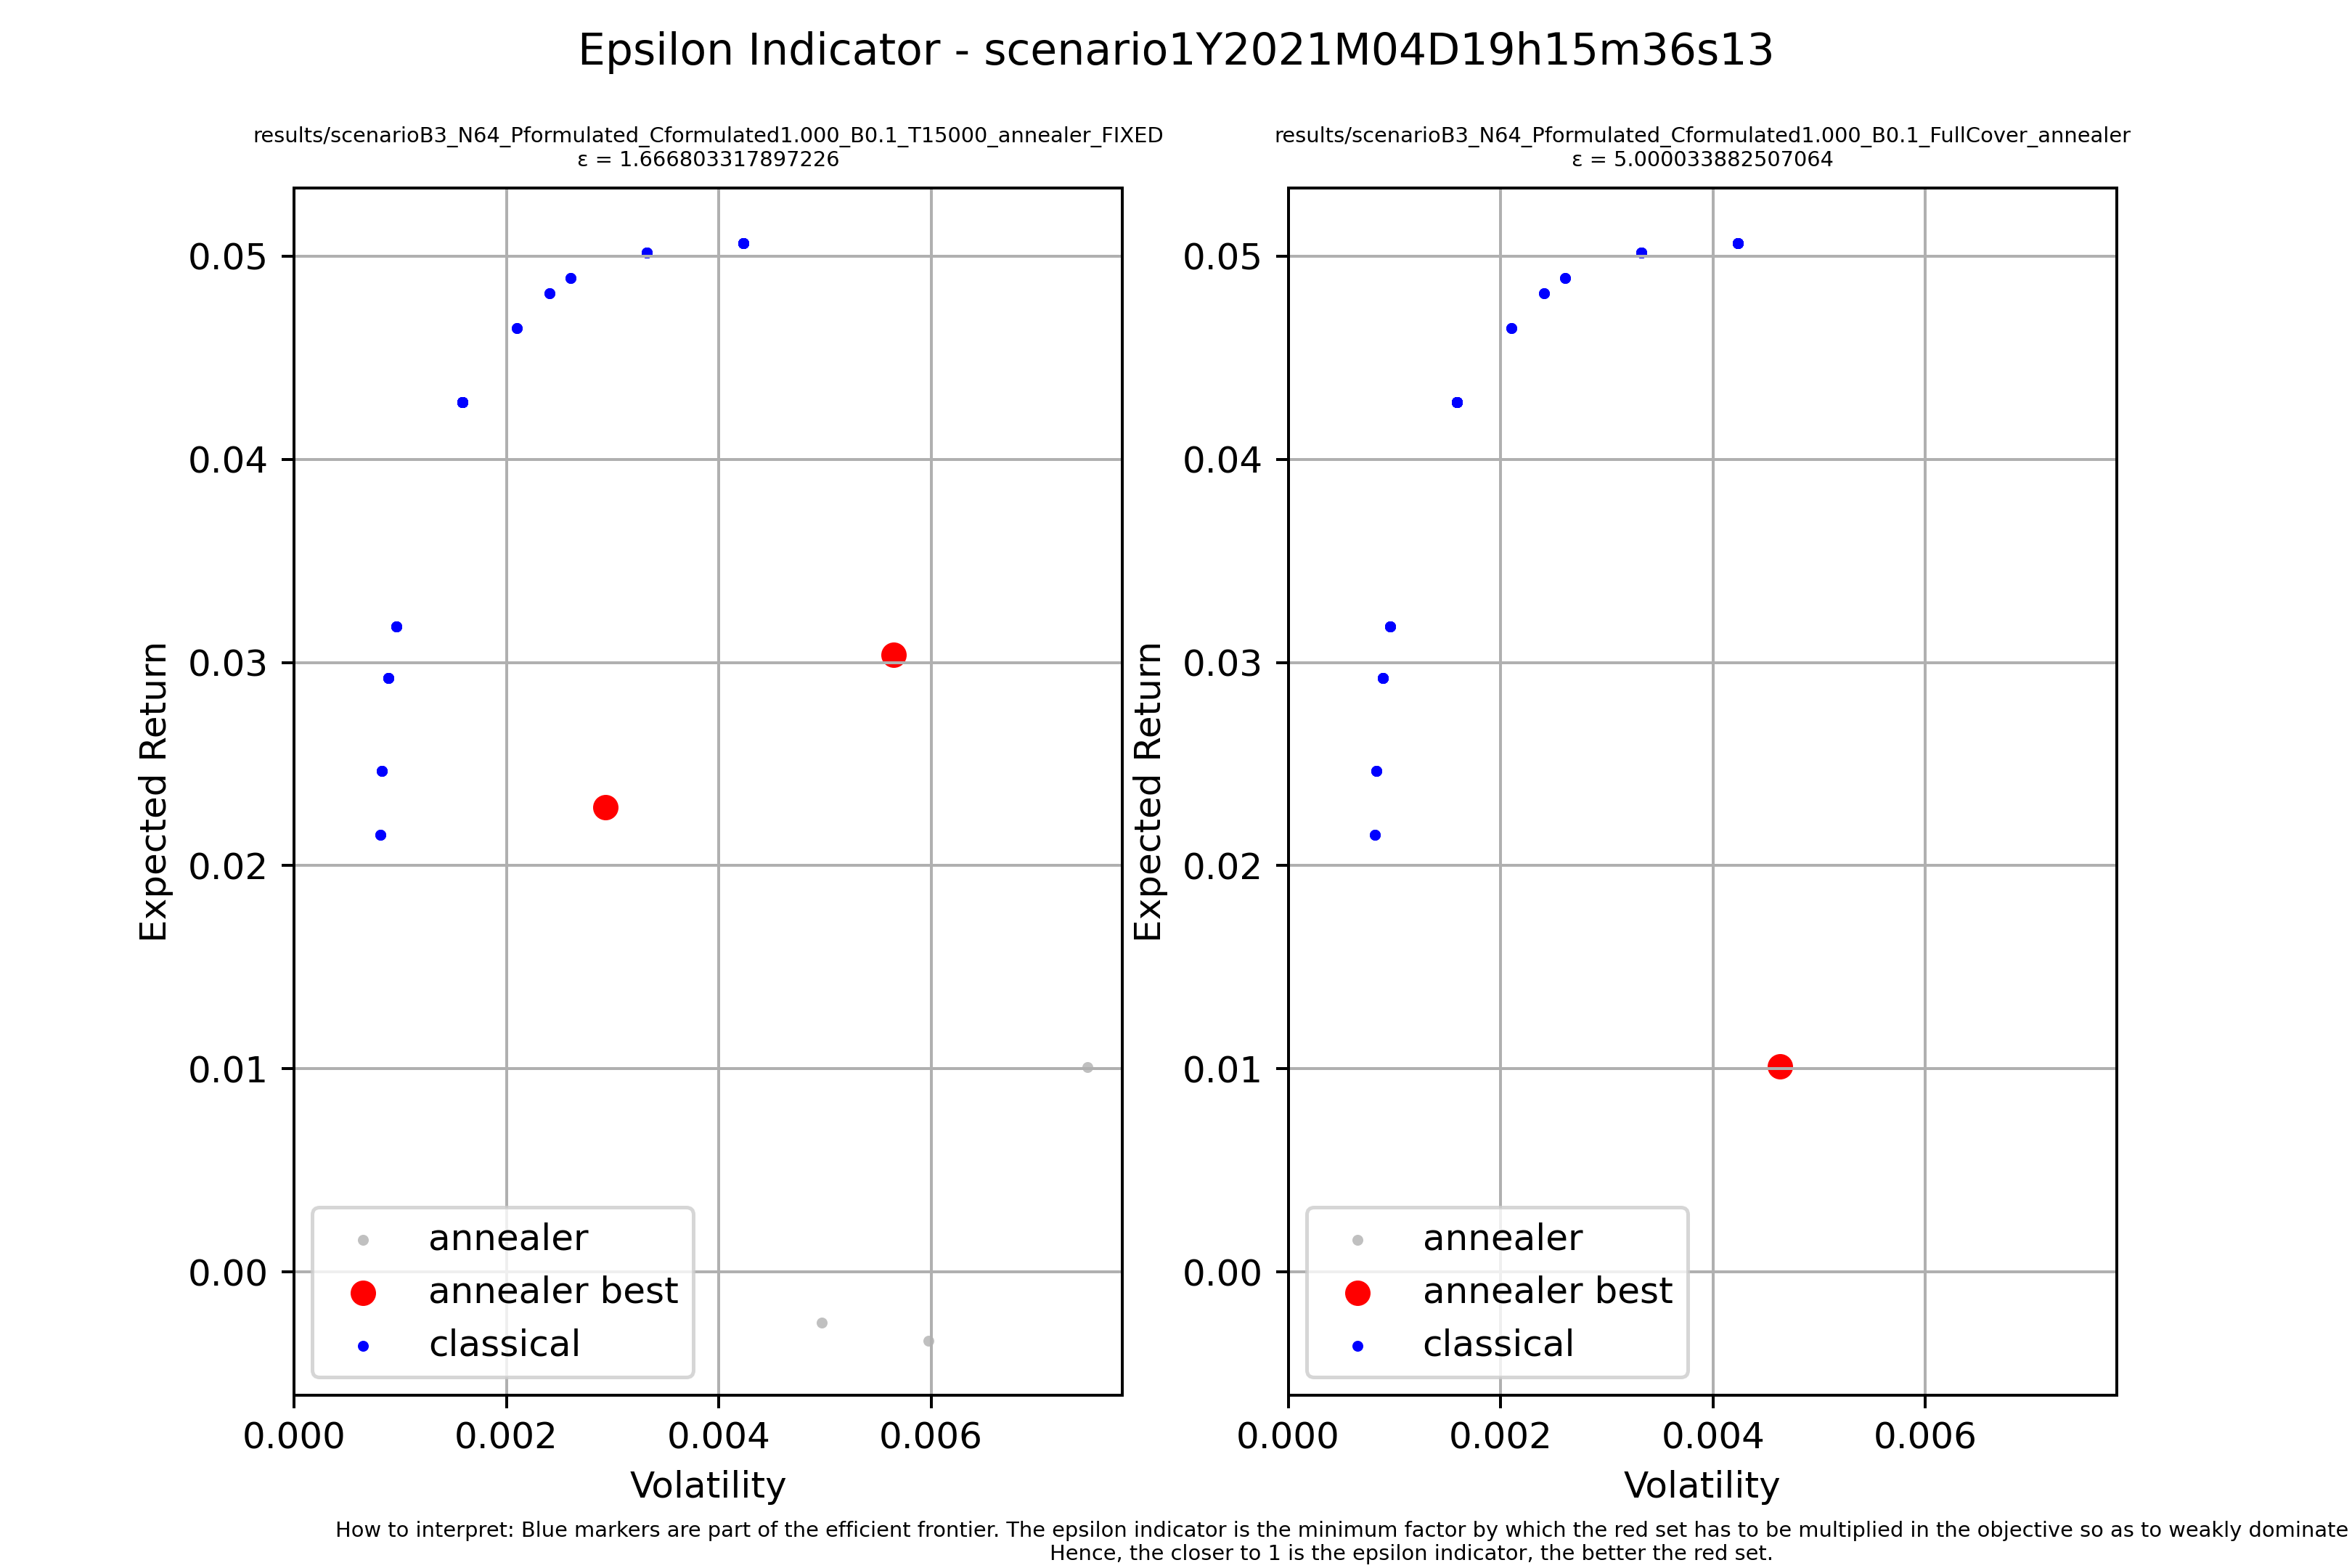 Epsilon Indicator - scenario1Y2021M04D19h15m36s13
results/scenarioB3_N64_Pformulated_Cformulated1.000_B0.1_T15000_annealer_FIXED
ε = 1.666803317897226
0.05
0.04
0.03
0.02
0.01
0.00
Expected Return
annealer
annealer best
classical
0.000
0.002
0.004
0.006
Volatility
results/scenarioB3_N64_Pformulated_Cformulated1.000_B0.1_FullCover_annealer
ε = 5.000033882507064
0.05
0.04
0.03
0.02
0.01
0.00
Expected Return
annealer
annealer best
classical
0.000
0.002
0.004
0.006
Volatility
How to interpret: Blue markers are part of the efficient frontier. The epsilon indicator is the minimum factor by which the red set has to be multiplied in the objective so as to weakly dominate
Hence, the closer to 1 is the epsilon indicator, the better the red set.